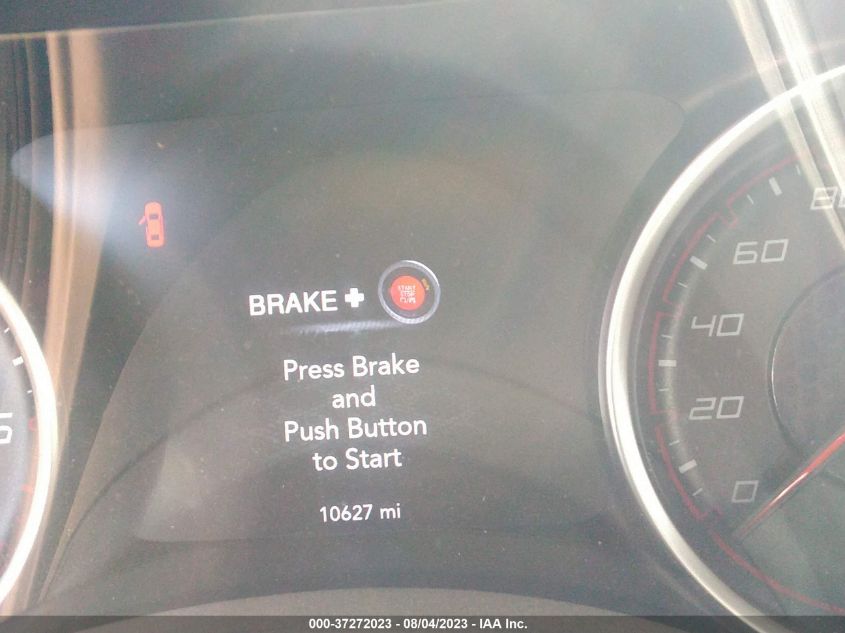 80
60
BRAKE + START STOP
40
Press Brake
and
20
Push Button
to Start
0
10627 mi
000-37272023 - 08/04/2023 - IAA Inc.